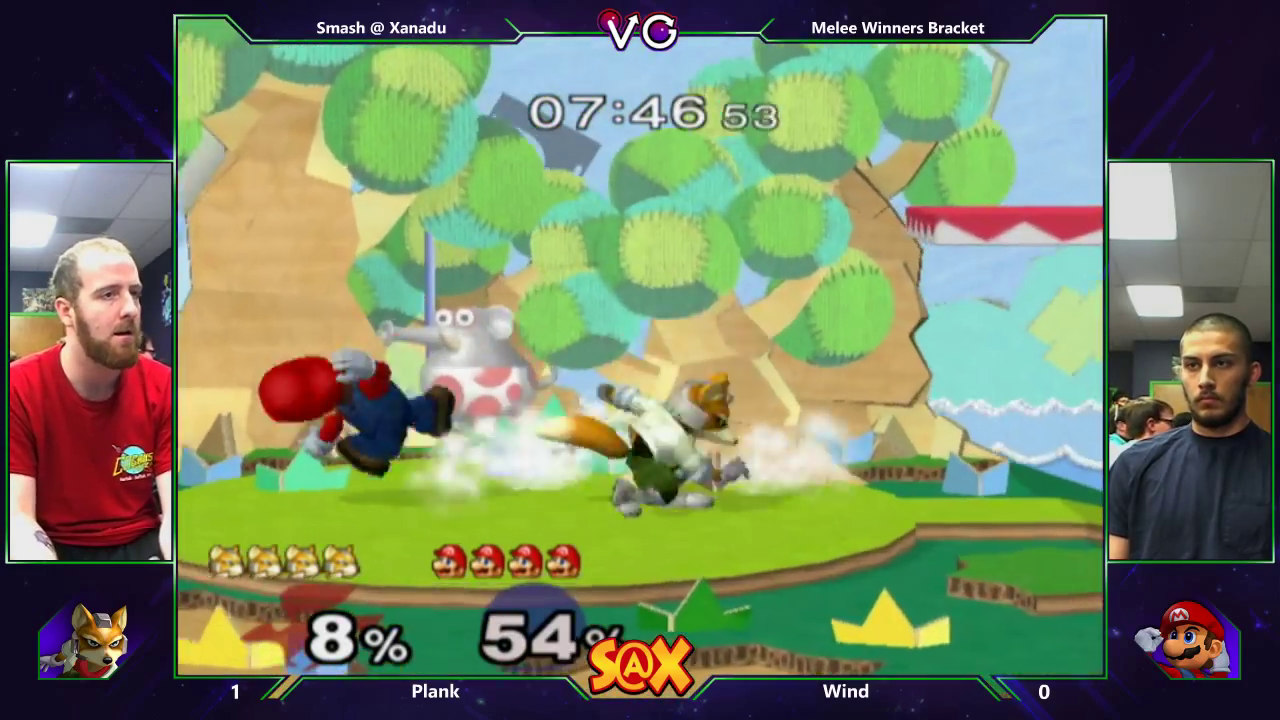 Smash @ Xanadu
VG
Melee Winners Bracket
07:46 53
8%
54%
S@X
1
Plank
Wind
0